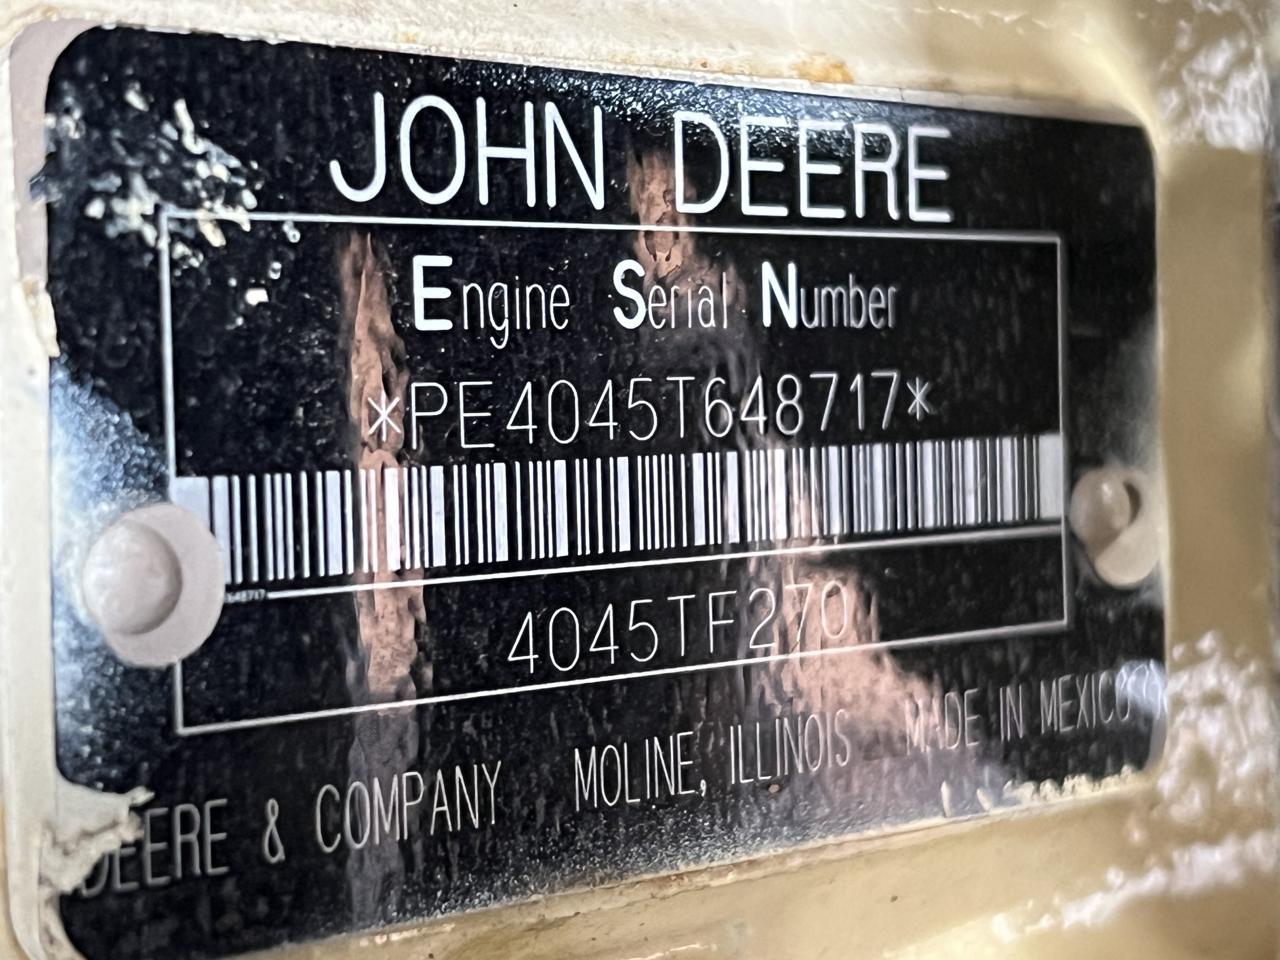 JOHN DEERE
Engine Serial Number
*PE4045T648717*
4045TF270
DEERE & COMPANY MOLINE, ILLINOIS MADE IN MEXICO